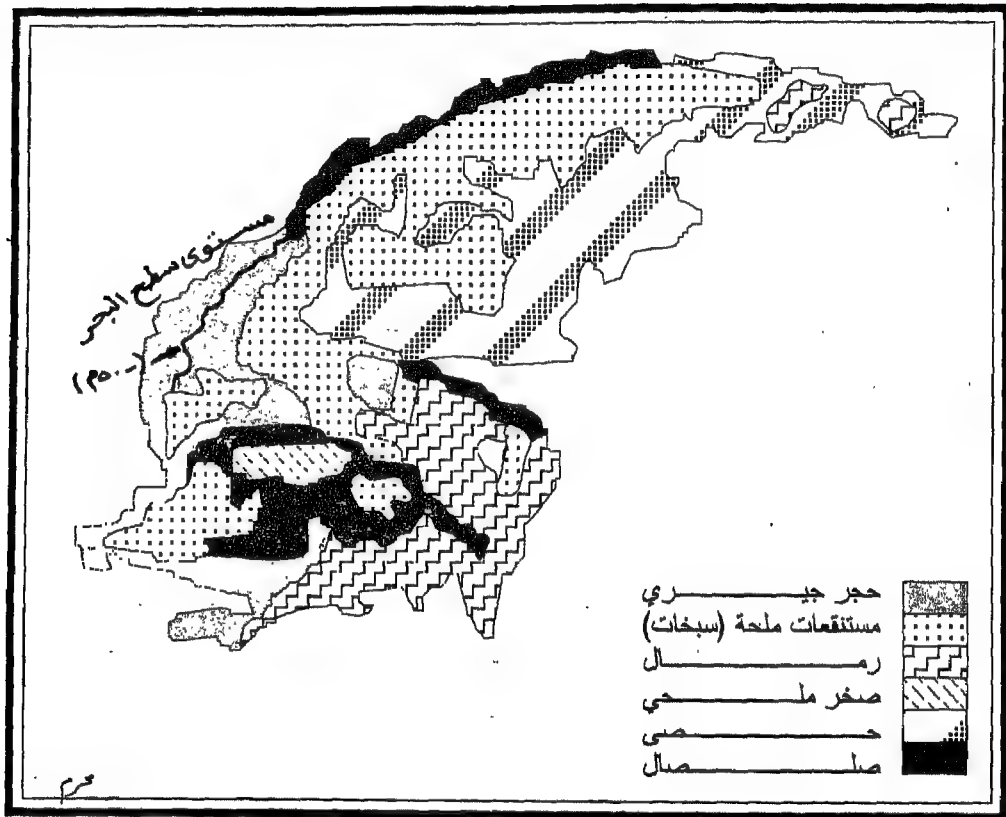 مستوى سطح البحر
(-٥٠م)
حجر جيري
مستنقعات ملحة (سبخات)
رمال
صخر ملحي
حصى
صلصال
محرم